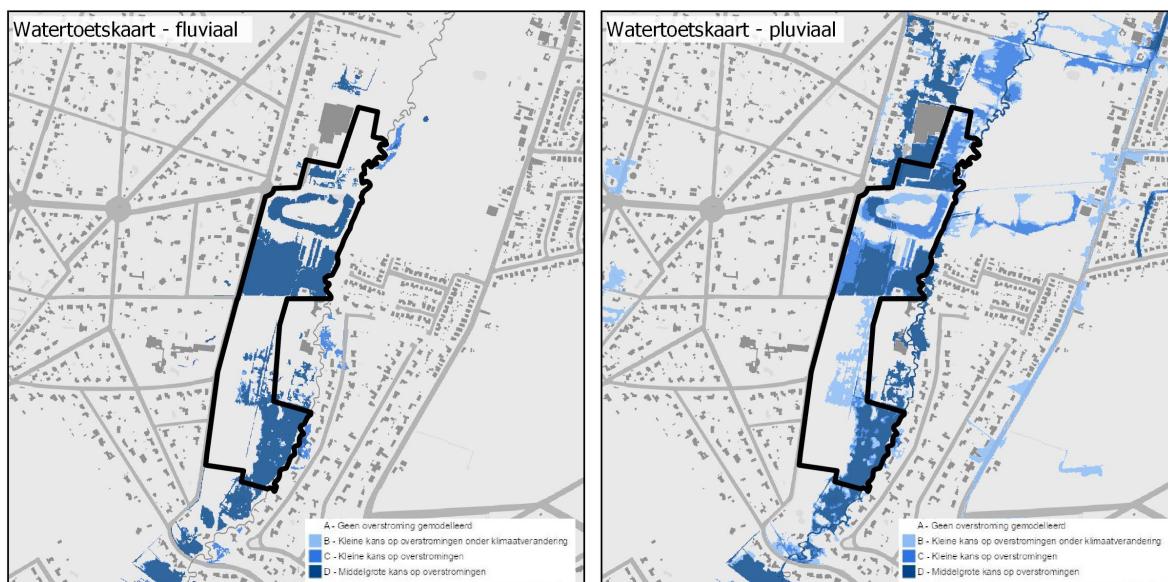 Watertoetskaart - fluviaal
A - Geen overstroming gemodelleerd
B - Kleine kans op overstromingen onder klimaatverandering
C - Kleine kans op overstromingen
D - Middelgrote kans op overstromingen
Watertoetskaart - pluviaal
A - Geen overstroming gemodelleerd
B - Kleine kans op overstromingen onder klimaatverandering
C - Kleine kans op overstromingen
D - Middelgrote kans op overstromingen